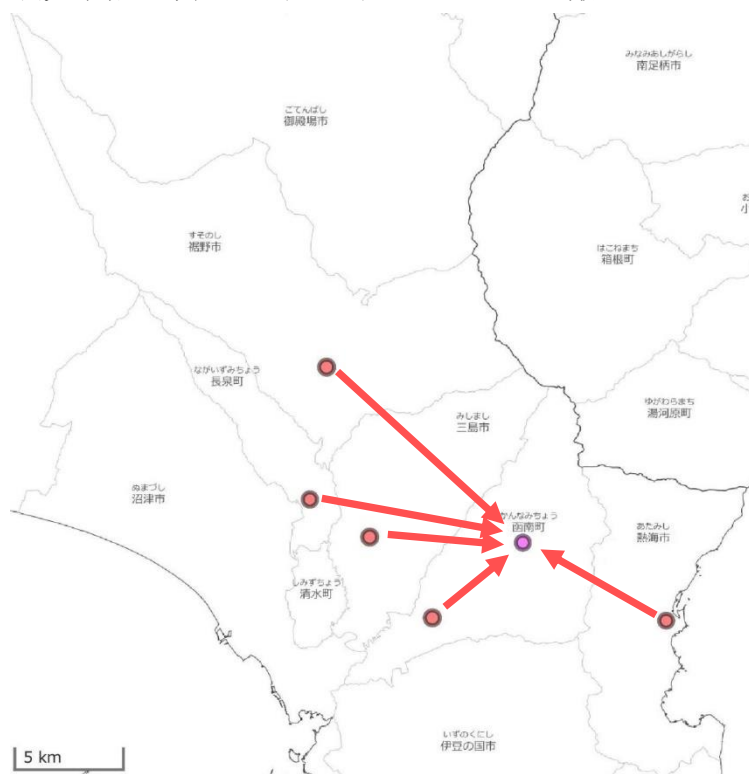 みなみあしがらし
南足柄市
ごてんばし
御殿場市
小
すそのし
裾野市
はこねまち
箱根町
ながいずみちょう
長泉町
ゆがわらまち
湯河原町
みしまし
三島市
ぬまづし
沼津市
かんなみちょう
函南町
あたみし
熱海市
しみずちょう
清水町
いずのくにし
伊豆の国市
5 km